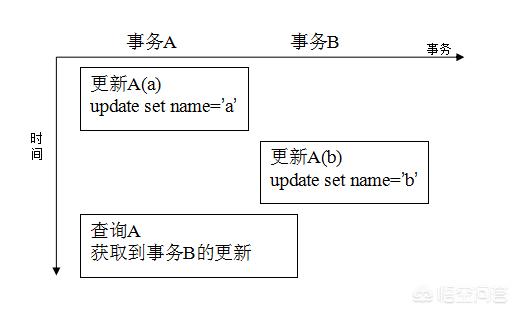 事务A
事务B
事务
更新A(a)
update set name=’a’
时间
更新A(b)
update set name=’b’
查询A
获取到事务B的更新
悟空问答